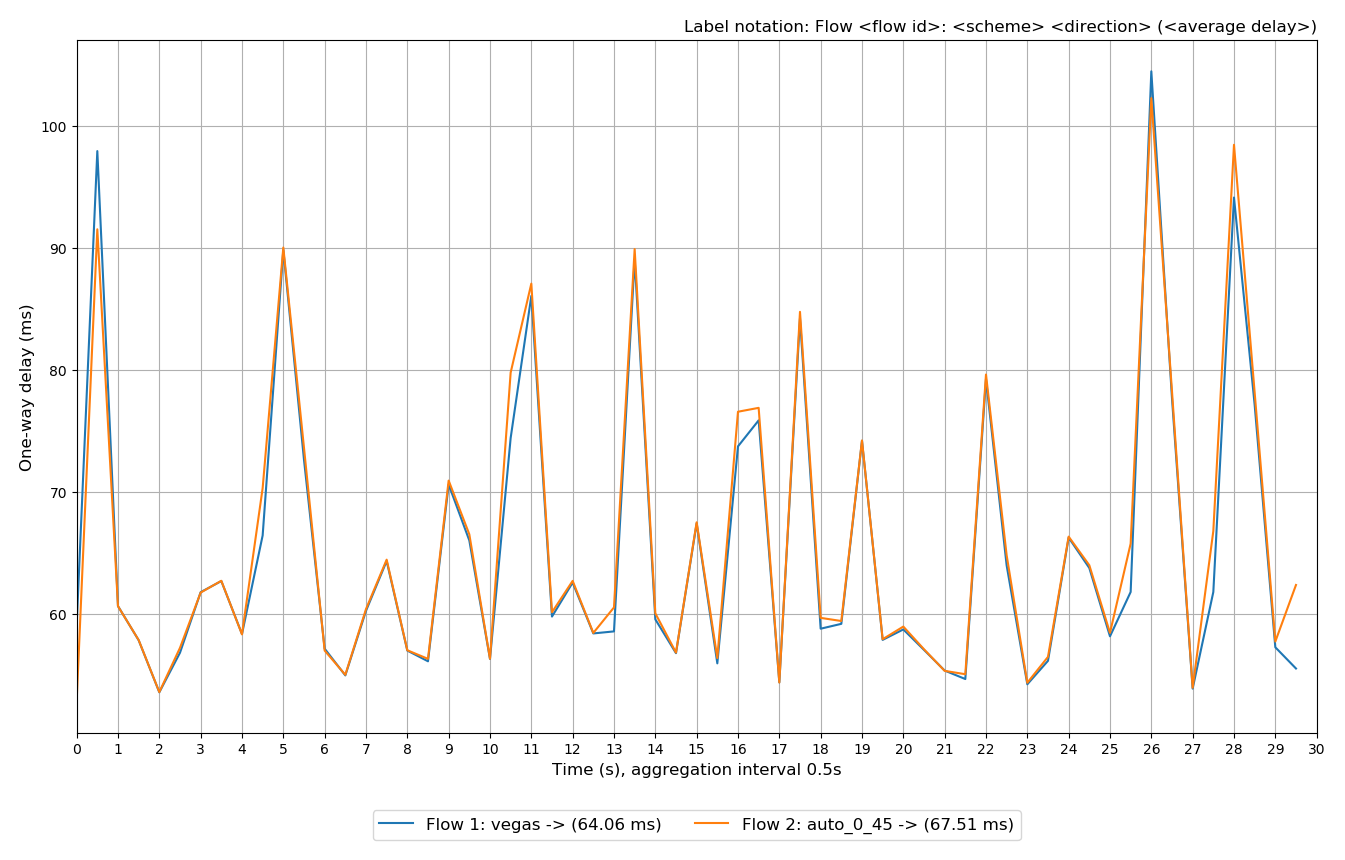 Label notation: Flow <flow id>: <scheme> <direction> (<average delay>)
One-way delay (ms)
100
90
80
70
60
0 1 2 3 4 5 6 7 8 9 10 11 12 13 14 15 16 17 18 19 20 21 22 23 24 25 26 27 28 29 30
Time (s), aggregation interval 0.5s
Flow 1: vegas -> (64.06 ms) Flow 2: auto_0_45 -> (67.51 ms)